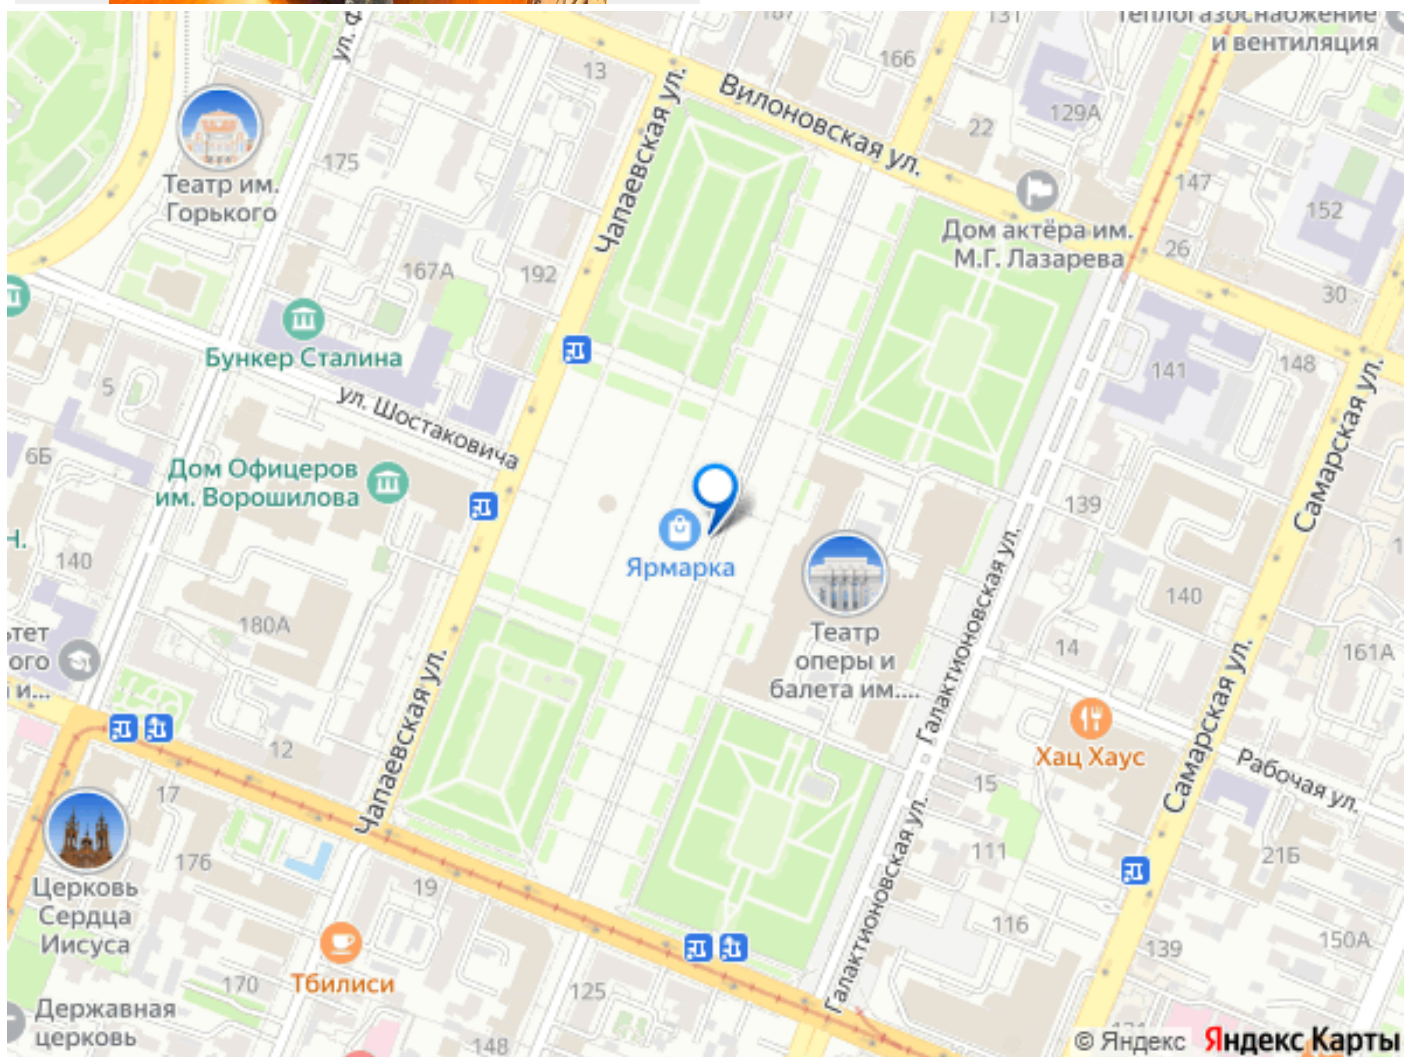 131
Теплогазоснабжение
и вентиляция
166
13
Чапаевская ул.
Вилоновская ул.
129А
22
175
Театр им.
Горького
147
152
Дом актёра им.
М.Г. Лазарева
26
167А
192
30
Бункер Сталина
5
141
148
ул. Шостаковича
Самарская ул.
6Б
Дом Офицеров
им. Ворошилова
139
Н.
140
Ярмарка
Галактионовская ул.
140
180А
Театр
оперы и
балета им....
14
161А
тет
ого
и...
Чапаевская ул.
Хац Хаус
Самарская ул.
Рабочая ул.
12
15
17
176
19
111
21Б
Церковь
Сердца
Иисуса
Галактионовская ул.
116
139
150А
170
Тбилиси
125
Державная
церковь
148
© Яндекс Яндекс Карты